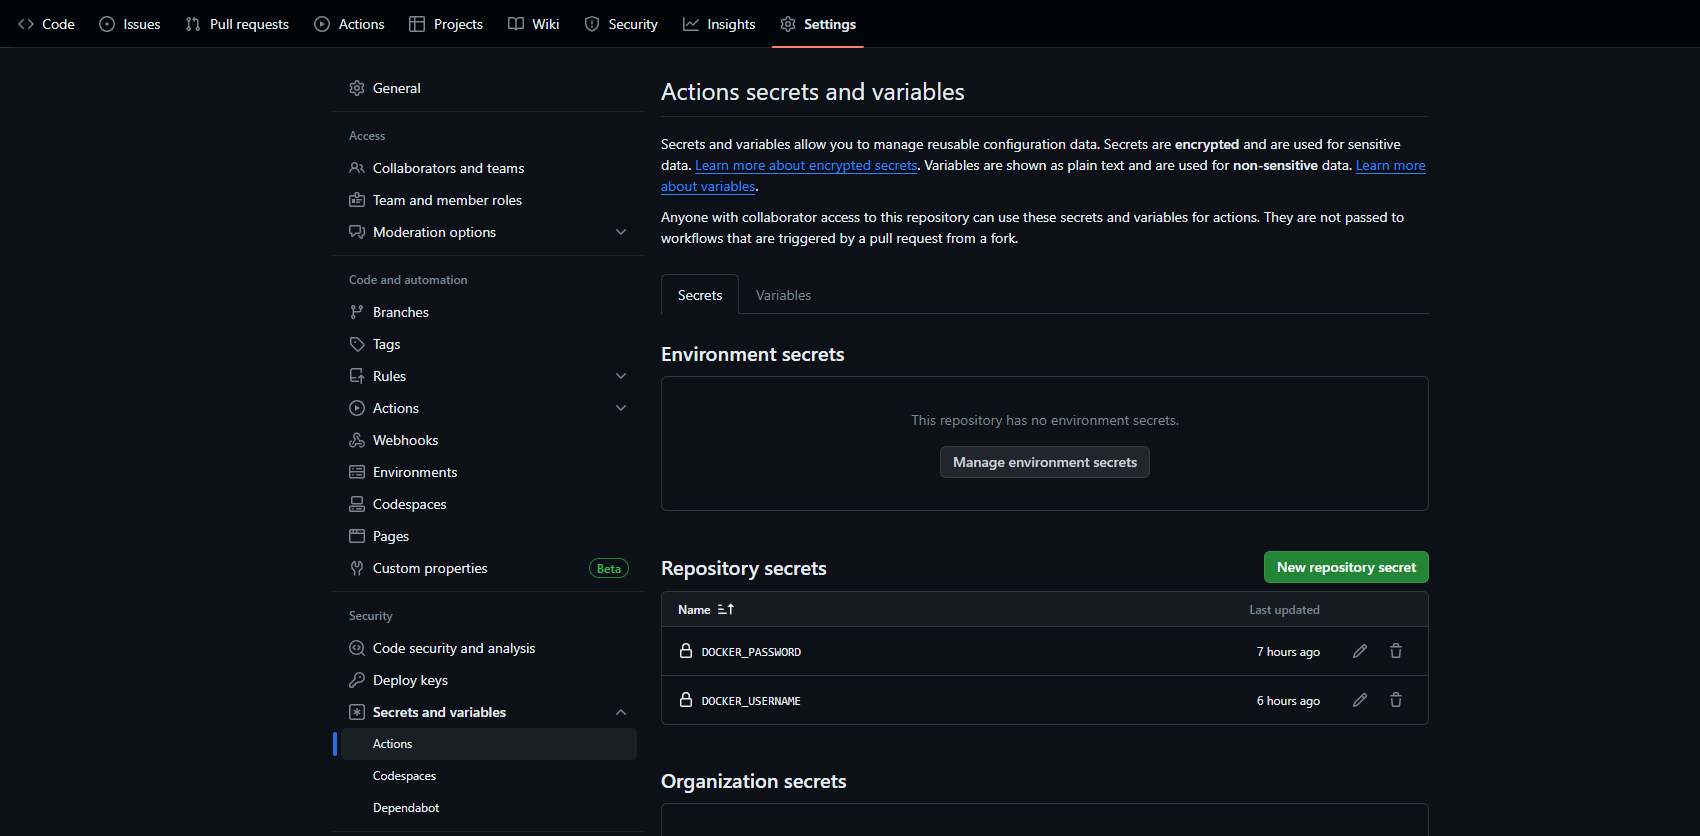 Code
Issues
Pull requests
Actions
Projects
Wiki
Security
Insights
Settings
General
Access
Collaborators and teams
Team and member roles
Moderation options
Code and automation
Branches
Tags
Rules
Actions
Webhooks
Environments
Codespaces
Pages
Custom properties
Beta
Security
Code security and analysis
Deploy keys
Secrets and variables
Actions
Codespaces
Dependabot
Actions secrets and variables
Secrets and variables allow you to manage reusable configuration data. Secrets are encrypted and are used for sensitive
data. Learn more about encrypted secrets. Variables are shown as plain text and are used for non-sensitive data. Learn more
about variables.
Anyone with collaborator access to this repository can use these secrets and variables for actions. They are not passed to
workflows that are triggered by a pull request from a fork.
Secrets
Variables
Environment secrets
This repository has no environment secrets.
Manage environment secrets
Repository secrets
New repository secret
Name
Last updated
DOCKER_PASSWORD
7 hours ago
DOCKER_USERNAME
6 hours ago
Organization secrets